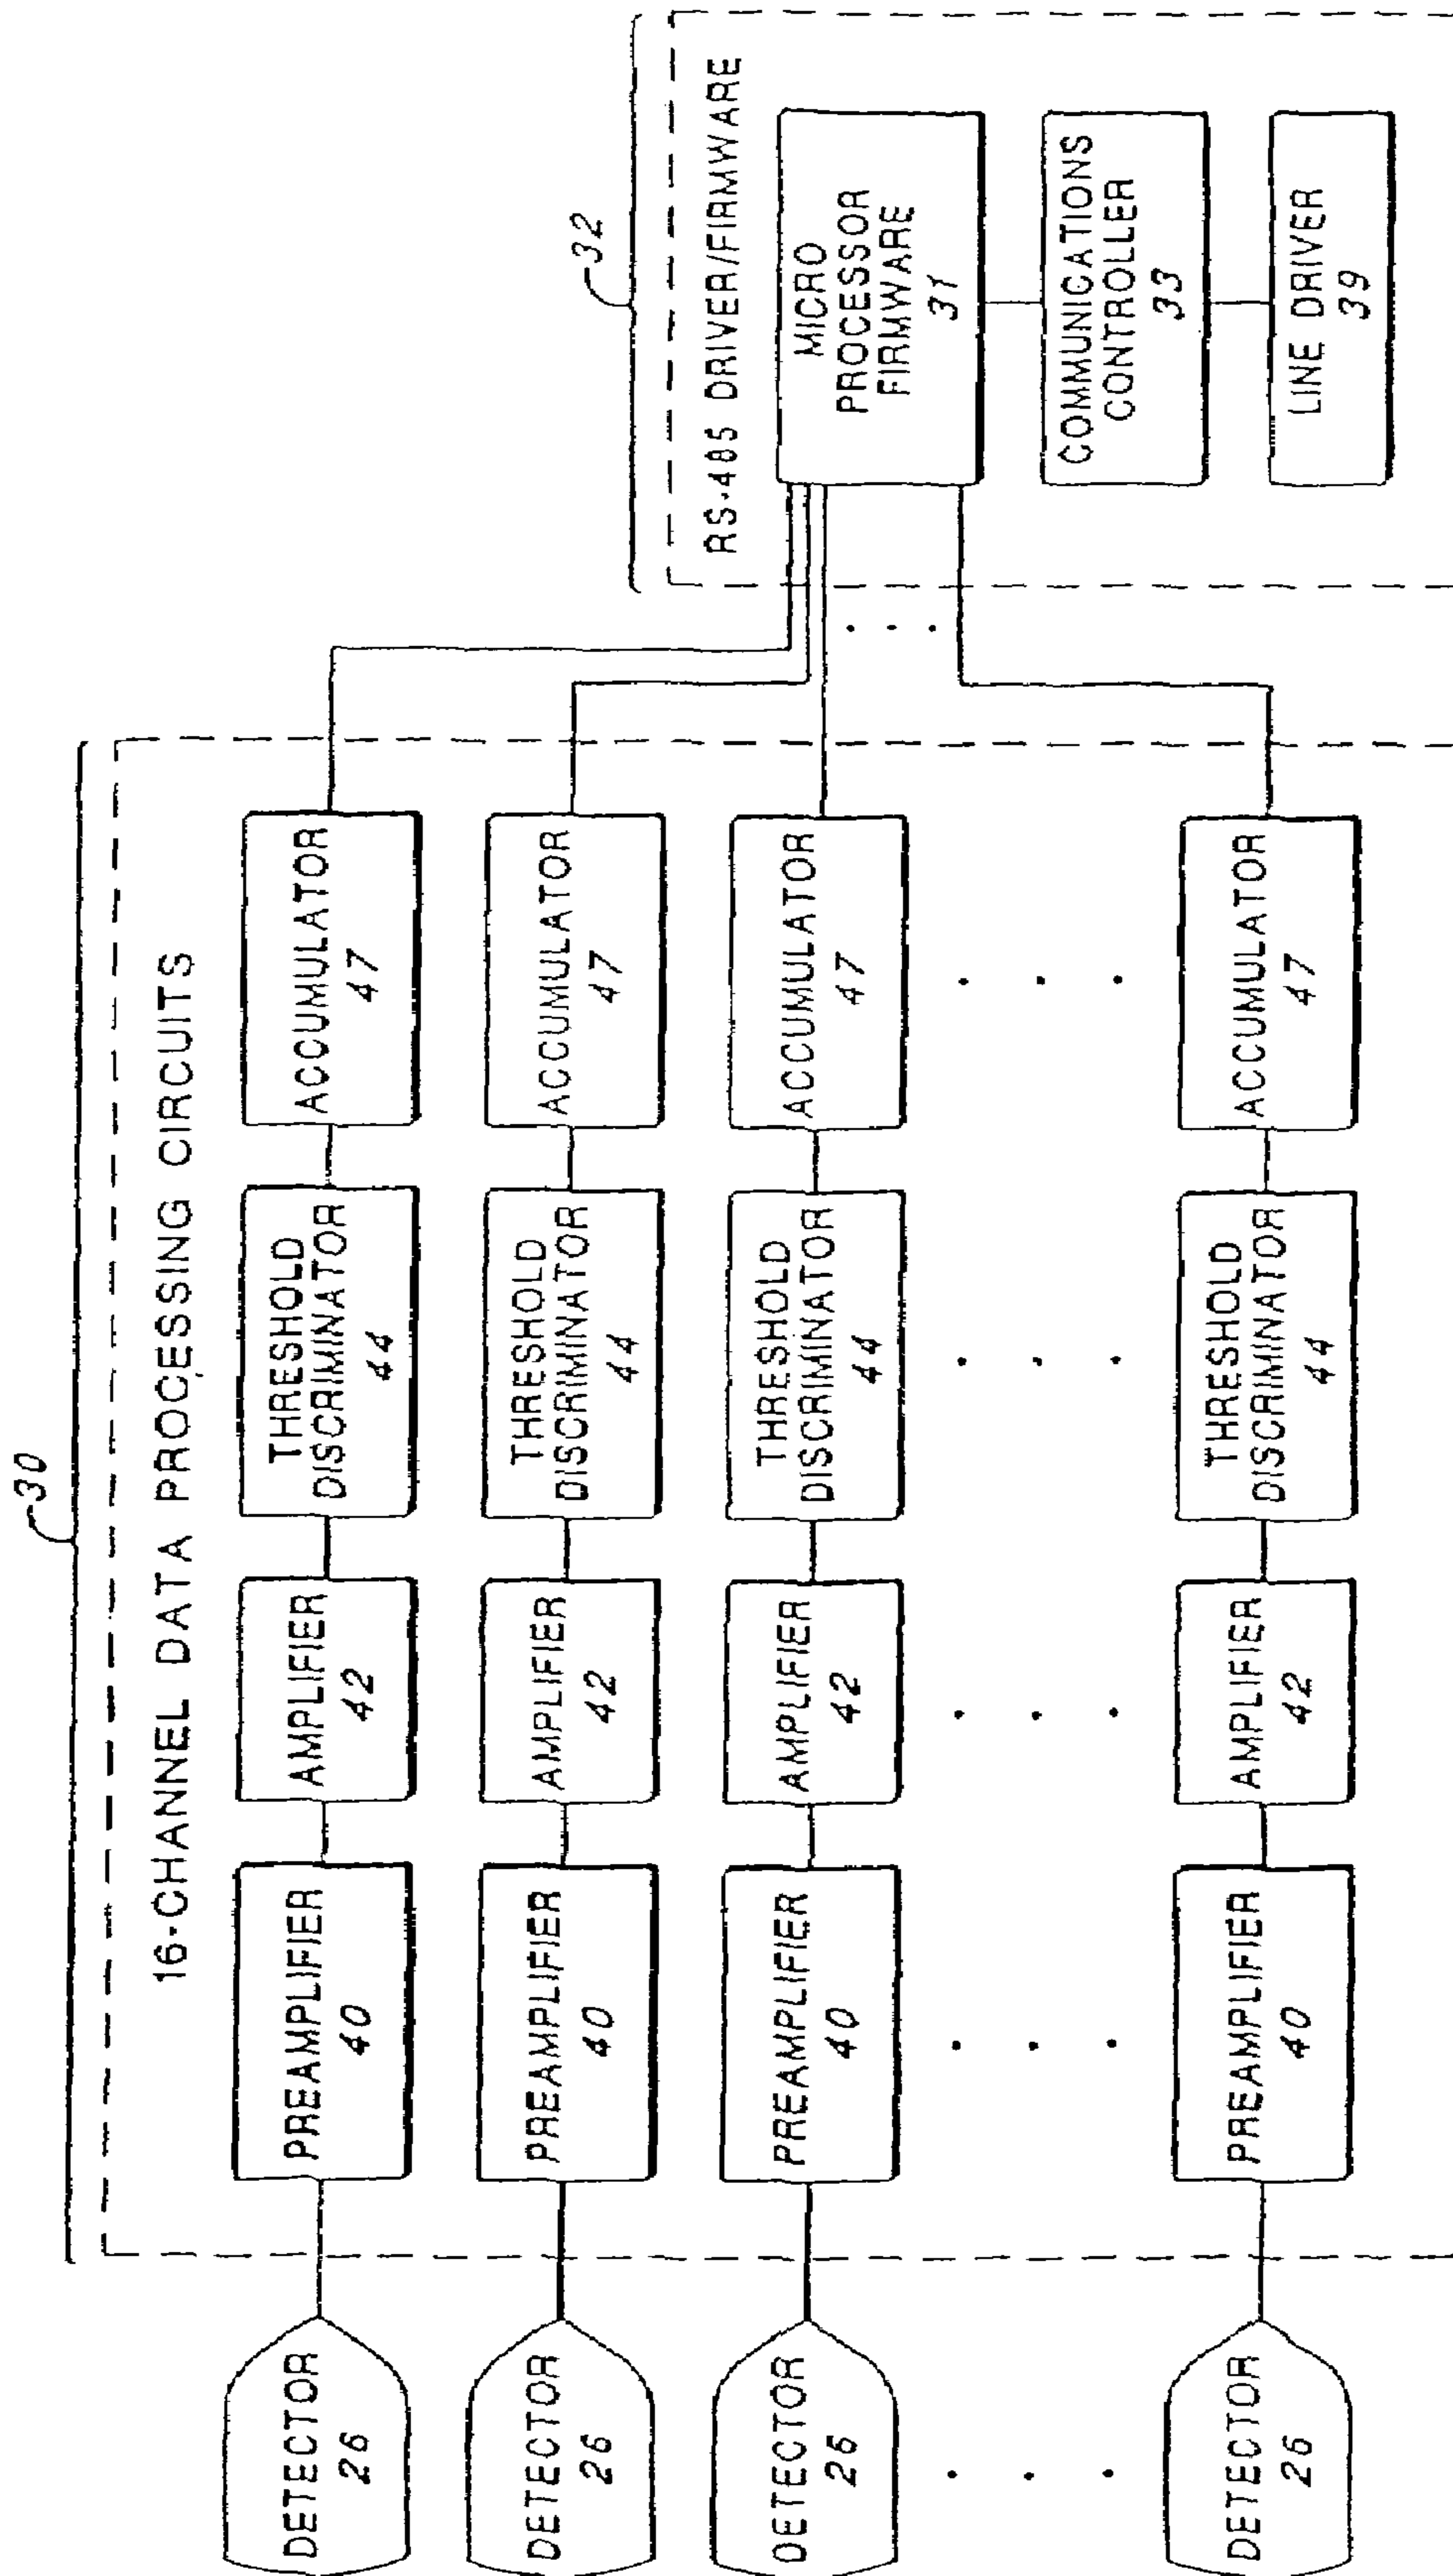 30
16-CHANNEL DATA PROCESSING CIRCUITS
DETECTOR
26
PREAMPLIFIER
40
AMPLIFIER
42
THRESHOLD
DISCRIMINATOR
44
ACCUMULATOR
47
DETECTOR
26
PREAMPLIFIER
40
AMPLIFIER
42
THRESHOLD
DISCRIMINATOR
44
ACCUMULATOR
47
DETECTOR
26
PREAMPLIFIER
40
AMPLIFIER
42
THRESHOLD
DISCRIMINATOR
44
ACCUMULATOR
47
DETECTOR
26
PREAMPLIFIER
40
AMPLIFIER
42
THRESHOLD
DISCRIMINATOR
44
ACCUMULATOR
47
32
RS-485 DRIVER/FIRMWARE
MICRO
PROCESSOR
FIRMWARE
31
COMMUNICATIONS
CONTROLLER
33
LINE DRIVER
39